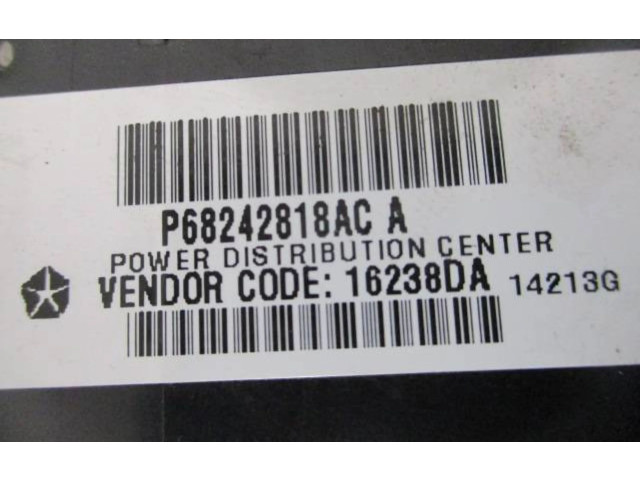 P68242818AC A
POWER DISTRIBUTION CENTER
VENDOR CODE: 16238DA 14213G